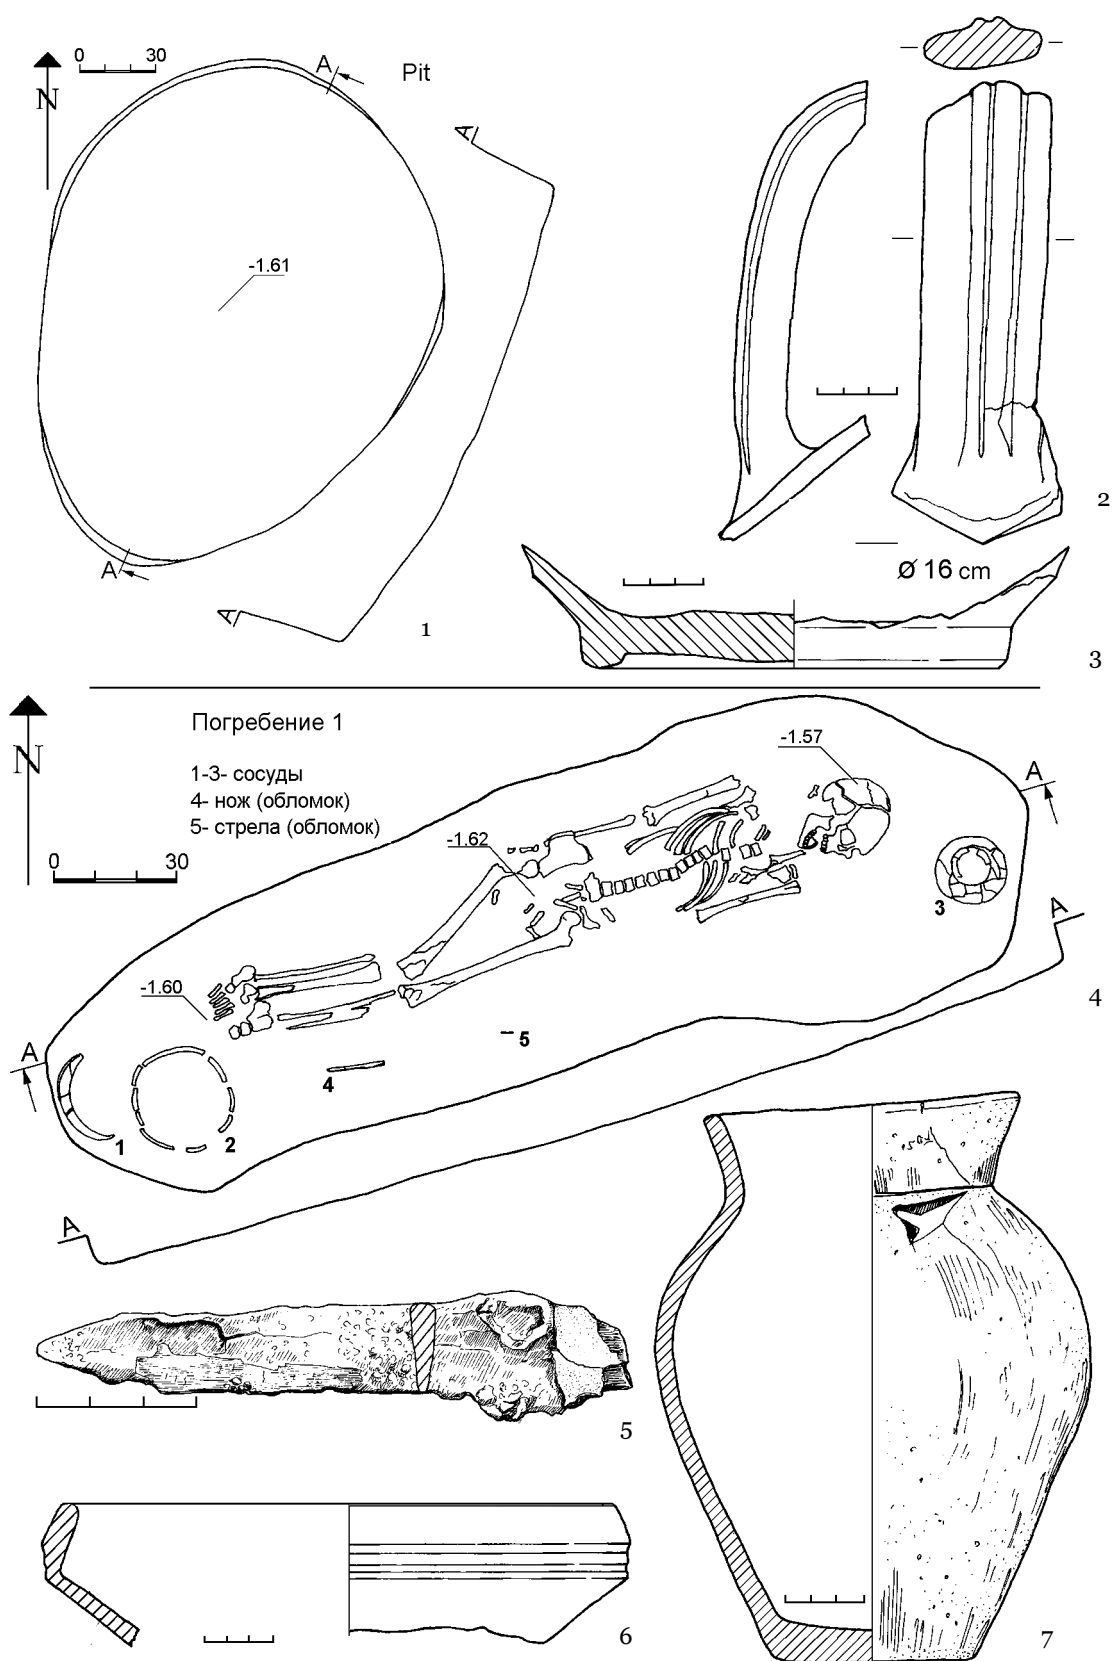 0 30
N
A
Pit
A
-1.61
A
A
1
2
Ø 16 cm
3
N
Погребение 1
1-3- сосуды
4- нож (обломок)
5- стрела (обломок)
0 30
-1.57
A
-1.62
3
A
-1.60
4
A
5
4
1
2
A
5
6
7